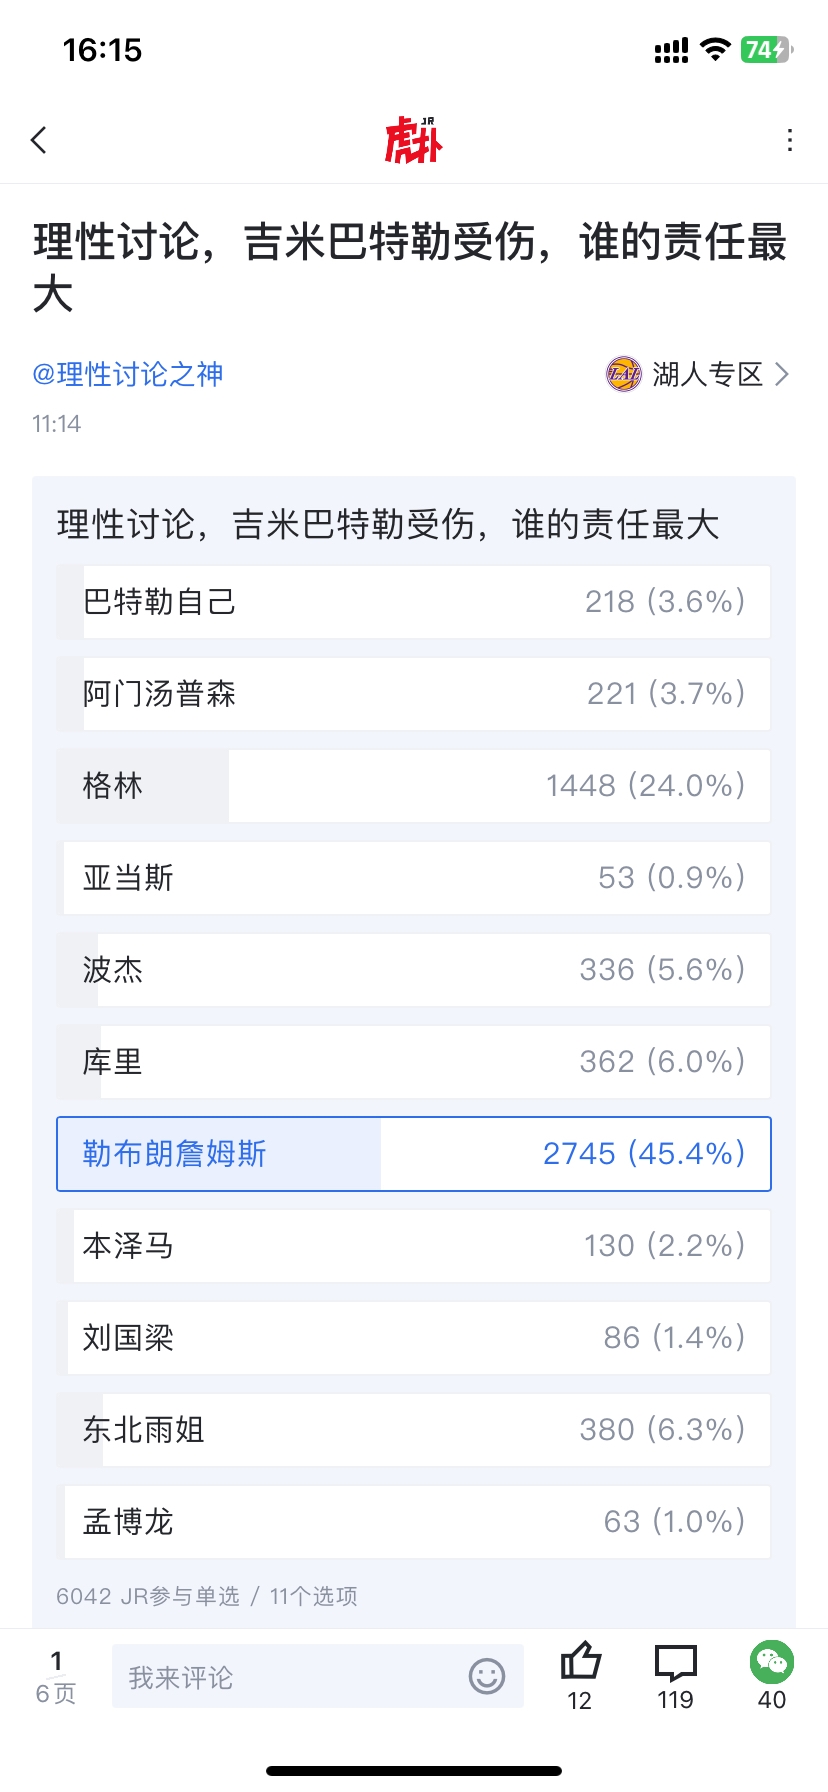 16:15
74
虎扑
JR
理性讨论，吉米巴特勒受伤，谁的责任最
大
@理性讨论之神
LAL
湖人专区
11:14
理性讨论，吉米巴特勒受伤，谁的责任最大
巴特勒自己 218 (3.6%)
阿门汤普森 221 (3.7%)
格林 1448 (24.0%)
亚当斯 53 (0.9%)
波杰 336 (5.6%)
库里 362 (6.0%)
勒布朗詹姆斯 2745 (45.4%)
本泽马 130 (2.2%)
刘国梁 86 (1.4%)
东北雨姐 380 (6.3%)
孟博龙 63 (1.0%)
6042 JR参与单选 / 11个选项
1
6页
我来评论
12
119
40